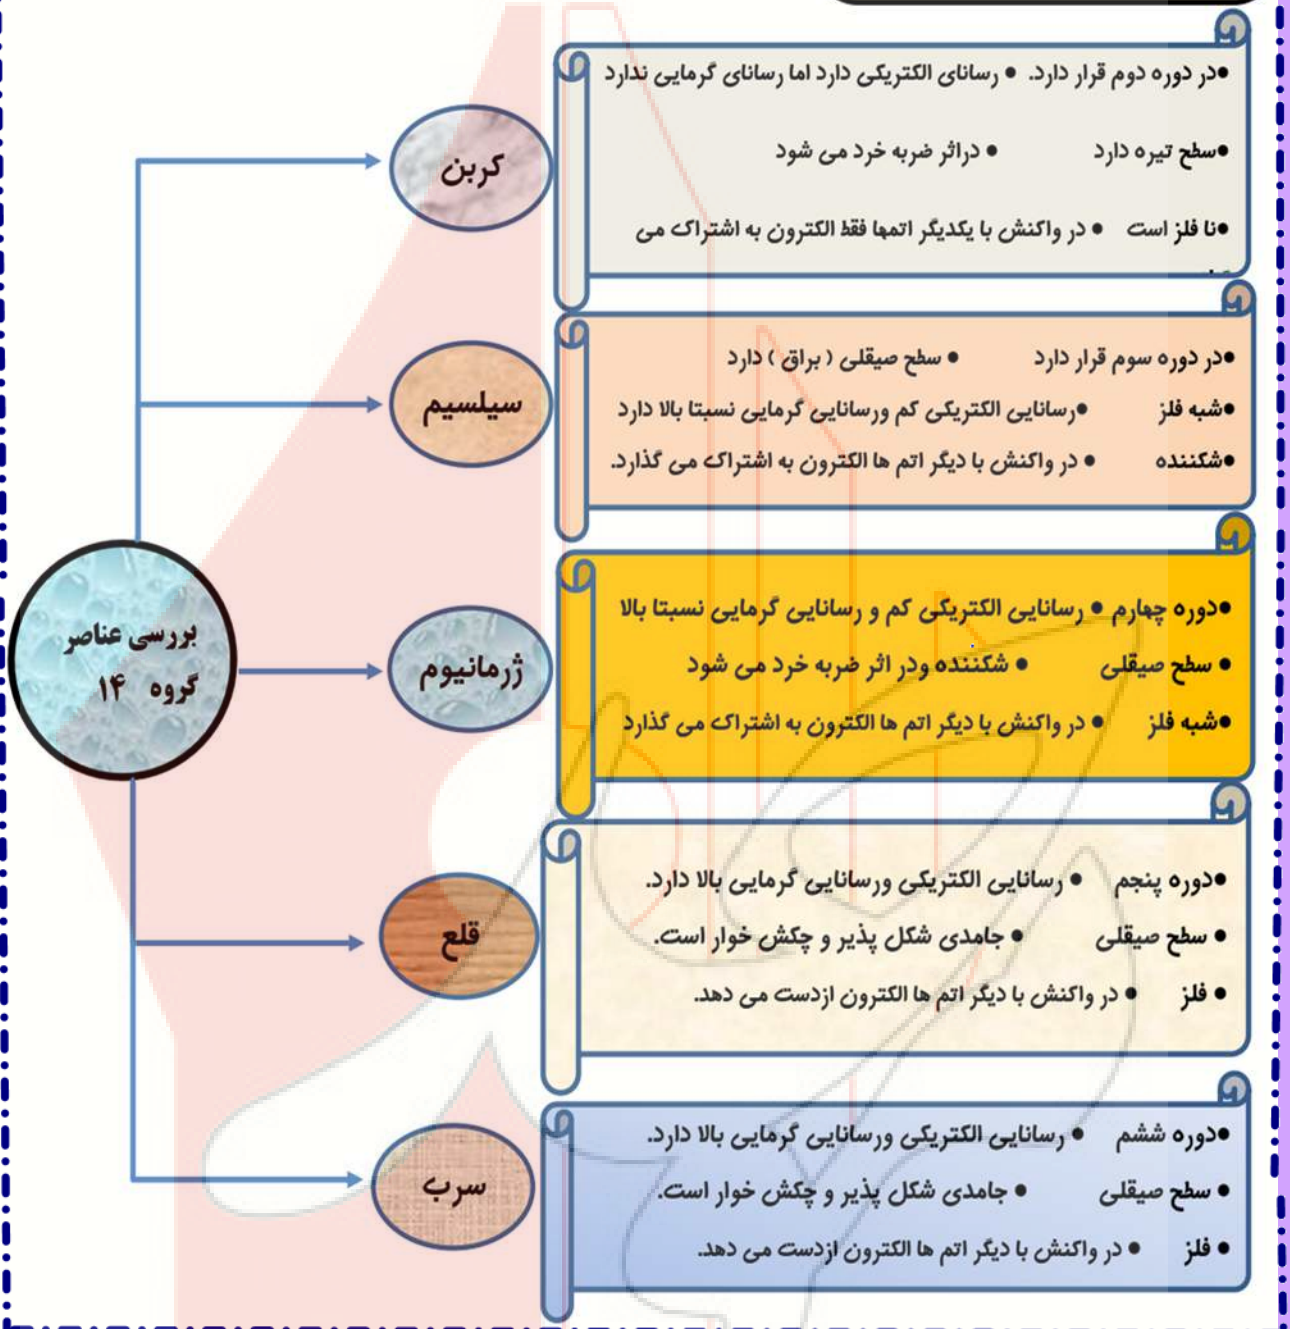 بررسی عناصر
گروه ۱۴
کربن
●در دوره دوم قرار دارد. ● رسانای الکتریکی دارد اما رسانای گرمایی ندارد
●سطح تیره دارد ● دراثر ضربه خرد می شود
●نا فلز است ● در واکنش با یکدیگر اتمها فقط الکترون به اشتراک می
سیلسیم
●در دوره سوم قرار دارد ● سطح صیقلی ( براق ) دارد
●شبه فلز ●رسانایی الکتریکی کم ورسانایی گرمایی نسبتا بالا دارد
●شکننده ● در واکنش با دیگر اتم ها الکترون به اشتراک می گذارد.
ژرمانیوم
●دوره چهارم ● رسانایی الکتریکی کم و رسانایی گرمایی نسبتا بالا
● سطح صیقلی ● شکننده ودر اثر ضربه خرد می شود
●شبه فلز ● در واکنش با دیگر اتم ها الکترون به اشتراک می گذارد
قلع
●دوره پنجم ● رسانایی الکتریکی ورسانایی گرمایی بالا دارد.
● سطح صیقلی ● جامدی شکل پذیر و چکش خوار است.
● فلز ● در واکنش با دیگر اتم ها الکترون ازدست می دهد.
سرب
●دوره ششم ● رسانایی الکتریکی ورسانایی گرمایی بالا دارد.
● سطح صیقلی ● جامدی شکل پذیر و چکش خوار است.
● فلز ● در واکنش با دیگر اتم ها الکترون ازدست می دهد.